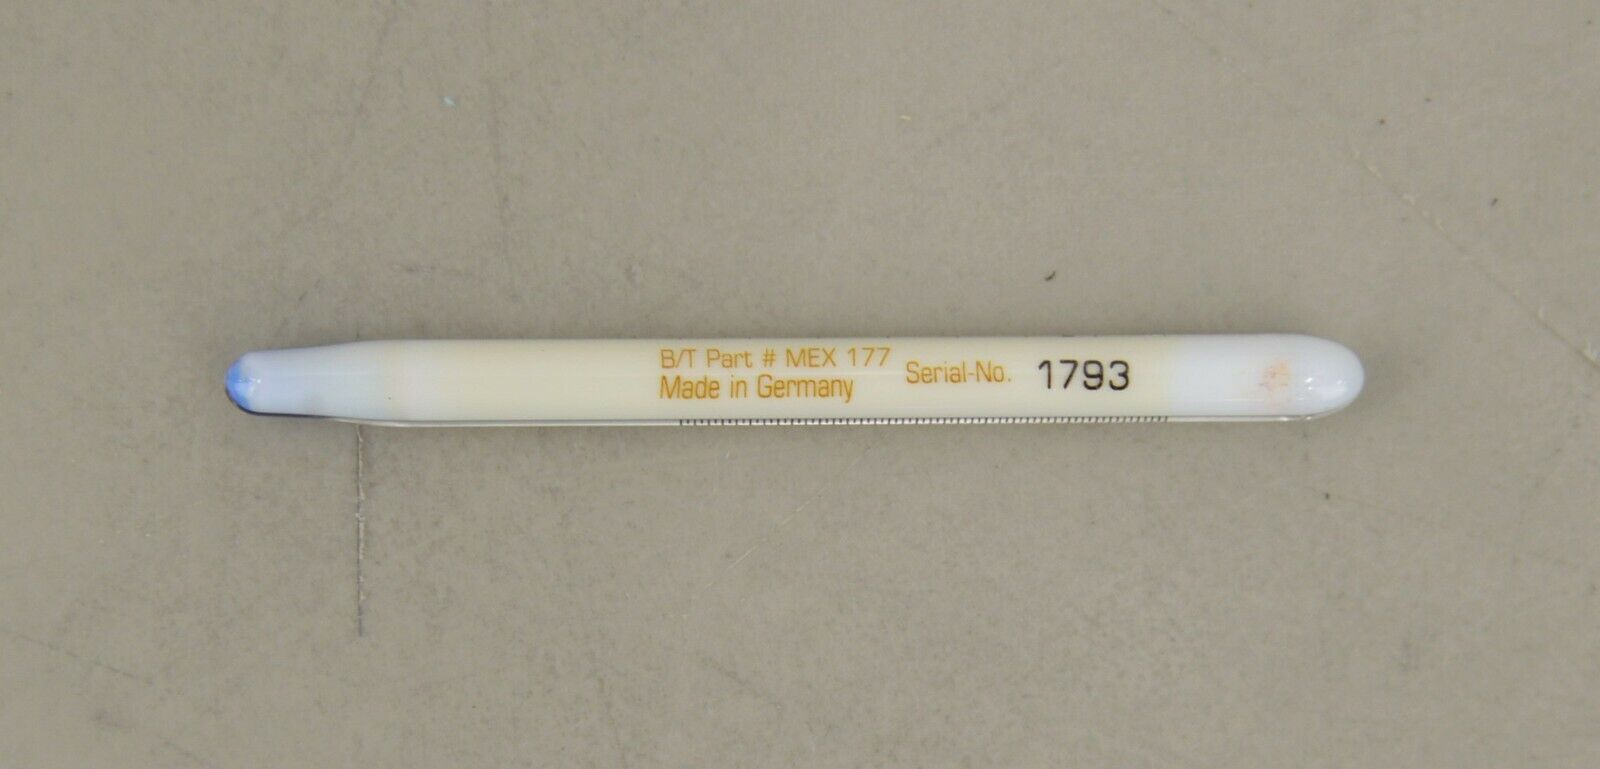 B/T Part # MEX 177
Made in Germany
Serial-No. 1793